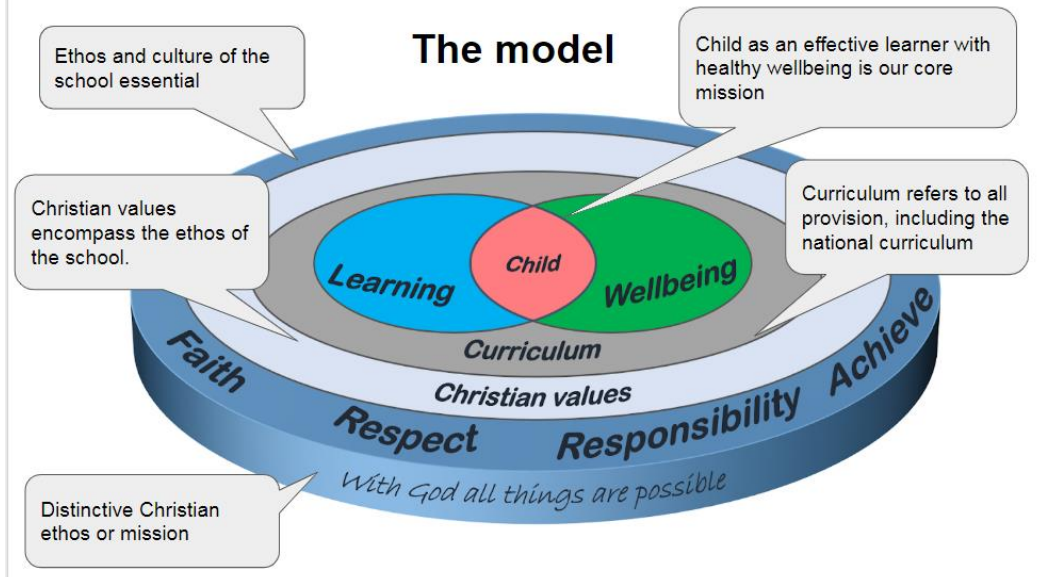 The model
Ethos and culture of the
school essential
Child as an effective learner with
healthy wellbeing is our core
mission
Christian values
encompass the ethos of
the school.
Curriculum refers to all
provision, including the
national curriculum
Learning
Child
Wellbeing
Curriculum
Christian values
Faith
Respect
Responsibility
Achieve
With God all things are possible
Distinctive Christian
ethos or mission